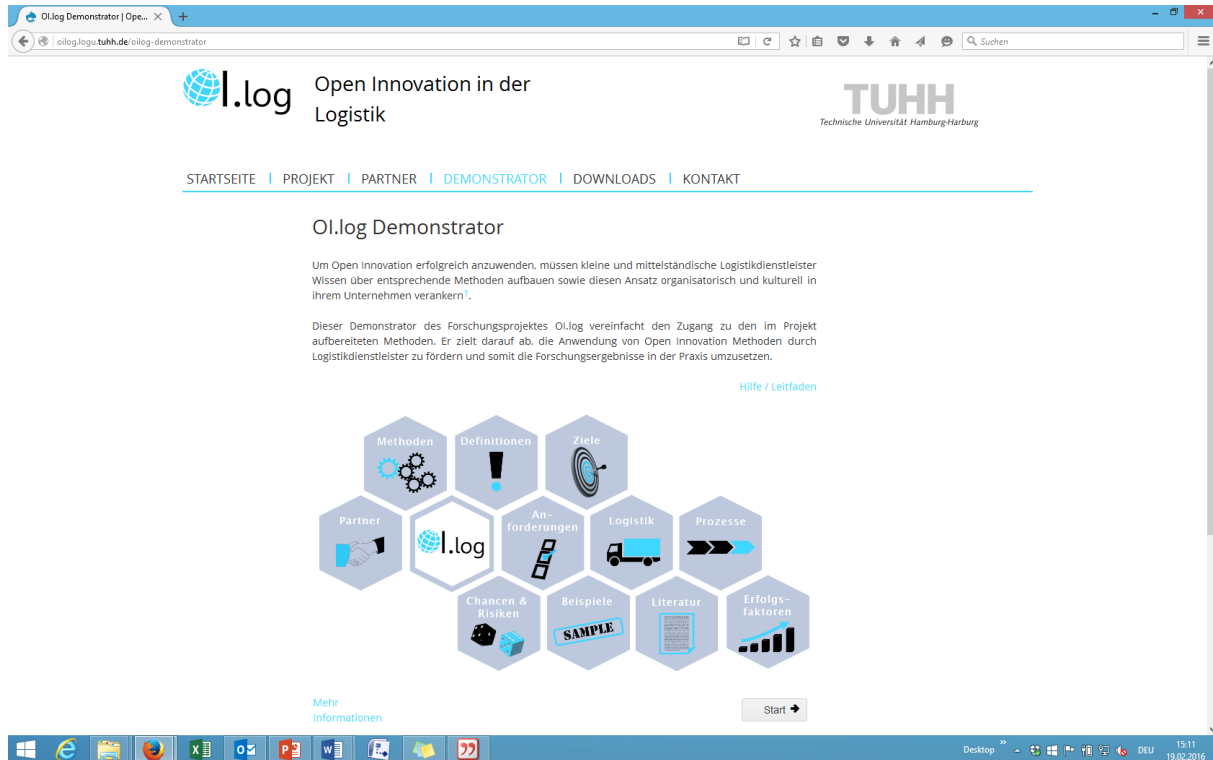 OI.log Demonstrator | Ope...
oilog.logu.tuhh.de/oilog-demonstrator
Suchen
I.log
Open Innovation in der
Logistik
TUHH
Technische Universität Hamburg-Harburg
STARTSEITE | PROJEKT | PARTNER | DEMONSTRATOR | DOWNLOADS | KONTAKT
OI.log Demonstrator
Um Open Innovation erfolgreich anzuwenden, müssen kleine und mittelständische Logistikdienstleister
Wissen über entsprechende Methoden aufbauen sowie diesen Ansatz organisatorisch und kulturell in
ihrem Unternehmen verankern¹.
Dieser Demonstrator des Forschungsprojektes OI.log vereinfacht den Zugang zu den im Projekt
aufbereiteten Methoden. Er zielt darauf ab, die Anwendung von Open Innovation Methoden durch
Logistikdienstleister zu fördern und somit die Forschungsergebnisse in der Praxis umzusetzen.
Hilfe / Leitfaden
Methoden
Definitionen
Ziele
Partner
I.log
An-
forderungen
Logistik
Prozesse
Chancen &
Risiken
Beispiele
SAMPLE
Literatur
Erfolgs-
faktoren
Mehr
Informationen
Start
Desktop
DEU
15:11
19.02.2016